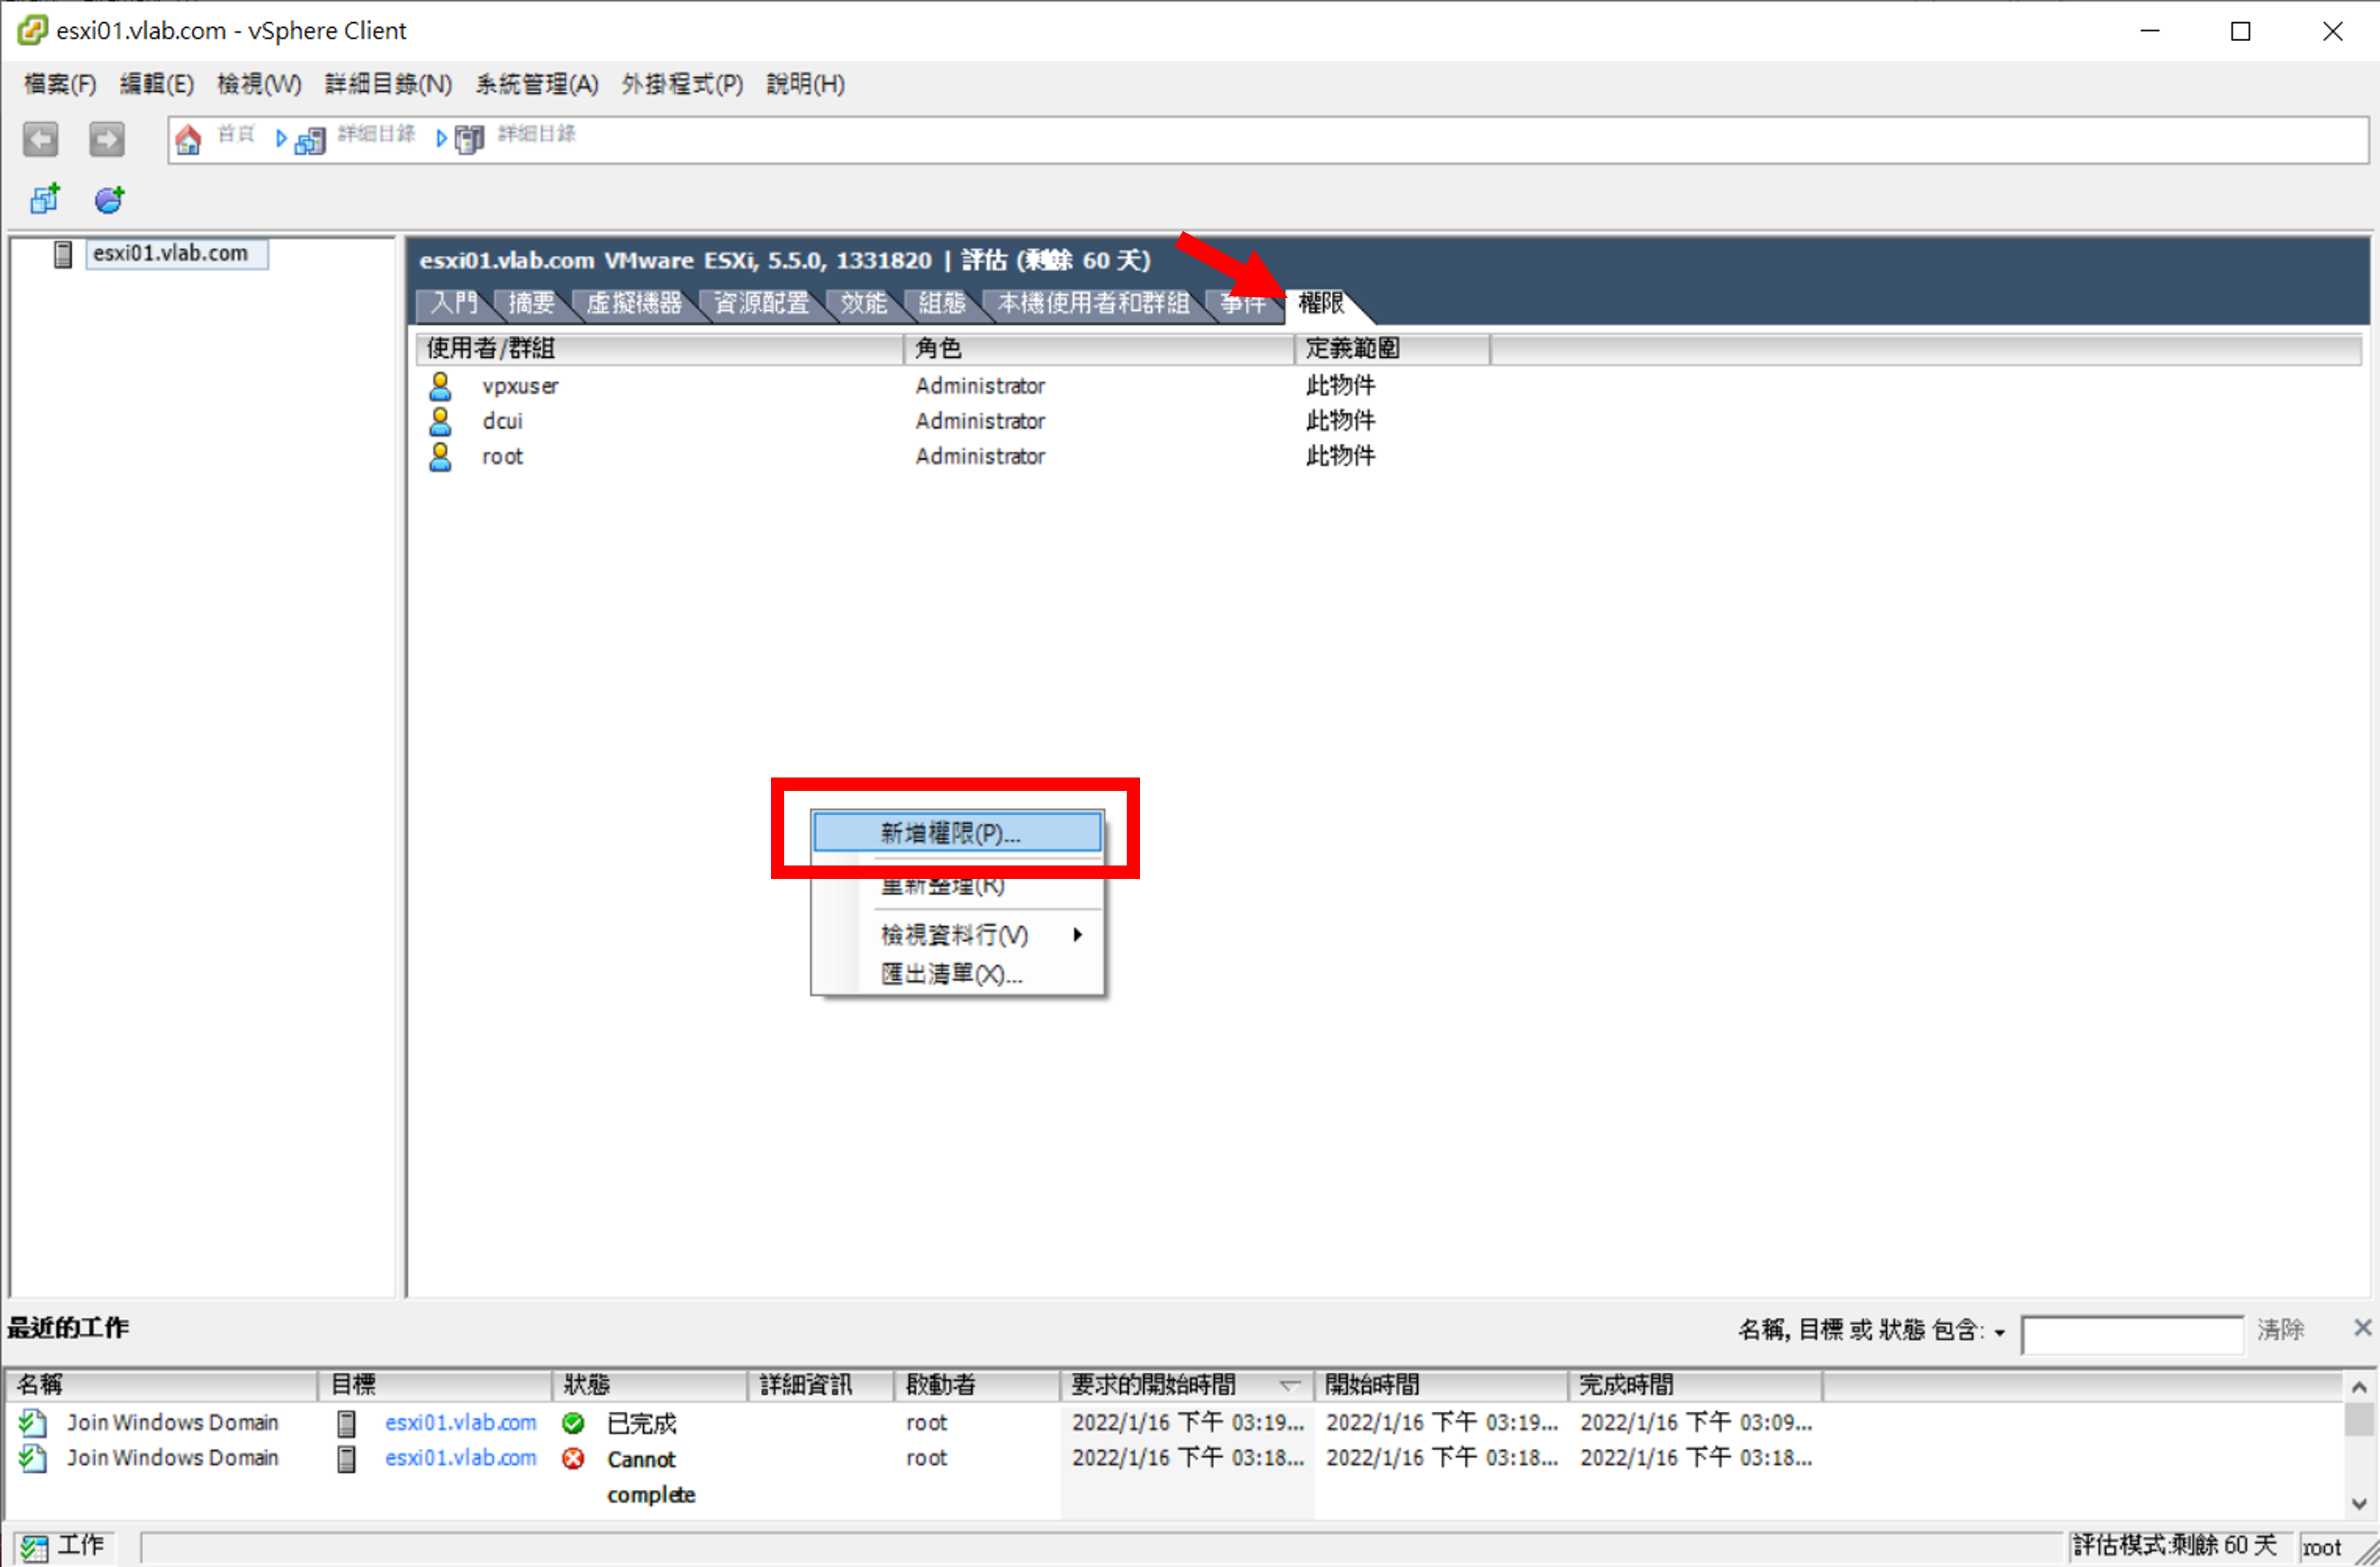 esxi01.vlab.com - vSphere Client
檔案(F) 編輯(E) 檢視(W) 詳細目錄(N) 系統管理(A) 外掛程式(P) 說明(H)
首頁 詳細目錄 詳細目錄
esxi01.vlab.com
esxi01.vlab.com VMware ESXi, 5.5.0, 1331820 | 評估 (剩餘 60 天)
入門 摘要 虛擬機器 資源配置 效能 組態 本機使用者和群組 事件 權限
使用者/群組 角色 定義範圍
vpxuser Administrator 此物件
dcui Administrator 此物件
root Administrator 此物件
新增權限(P)...
重新整理(R)
檢視資料行(V)
匯出清單(X)...
最近的工作
名稱, 目標 或 狀態 包含: 清除
名稱 目標 狀態 詳細資訊 啟動者 要求的開始時間 開始時間 完成時間
Join Windows Domain esxi01.vlab.com 已完成 root 2022/1/16 下午 03:19... 2022/1/16 下午 03:19... 2022/1/16 下午 03:09...
Join Windows Domain esxi01.vlab.com Cannot root 2022/1/16 下午 03:18... 2022/1/16 下午 03:18... 2022/1/16 下午 03:18...
complete
工作 評估模式:剩餘 60 天 root